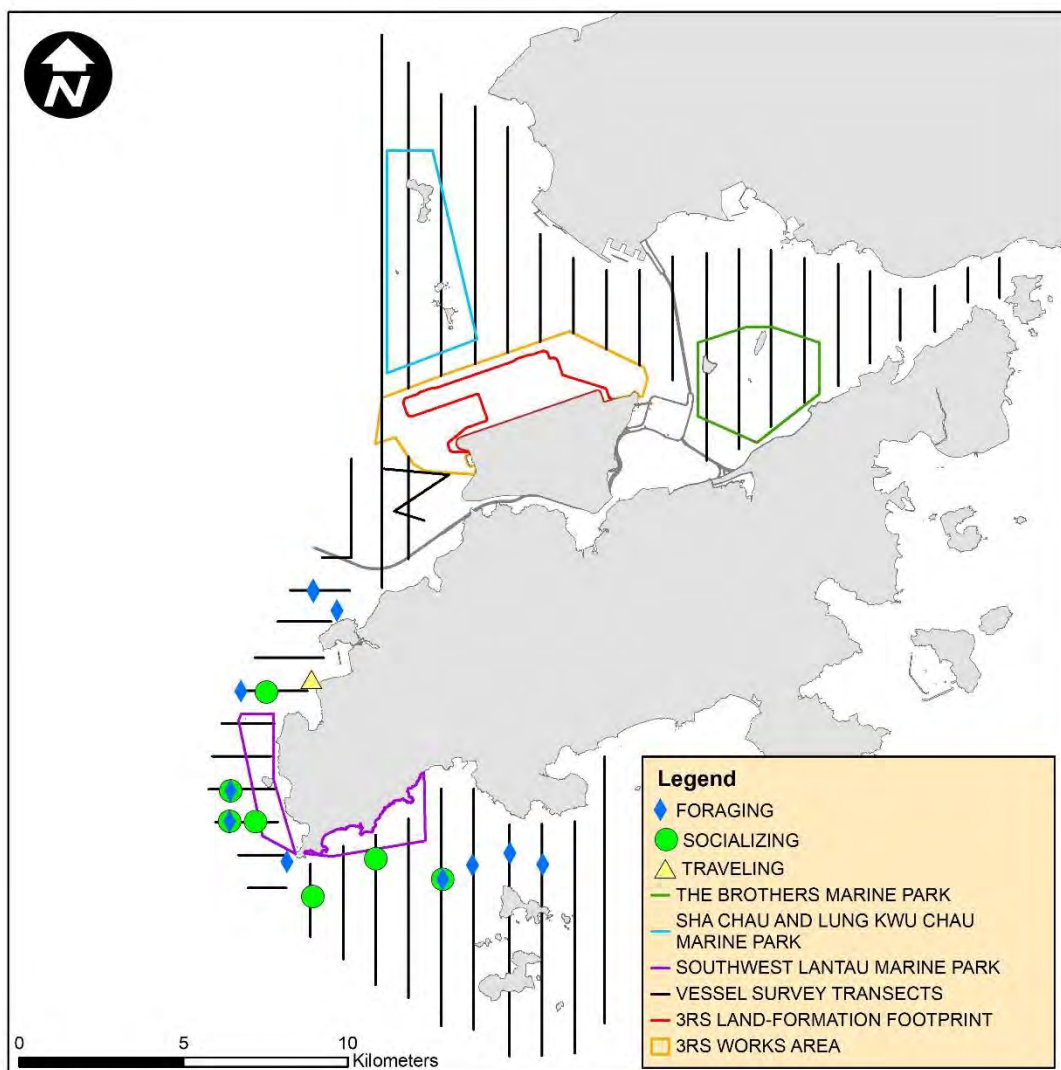 N
Legend
FORAGING
SOCIALIZING
TRAVELING
THE BROTHERS MARINE PARK
SHA CHAU AND LUNG KWU CHAU
MARINE PARK
SOUTHWEST LANTAU MARINE PARK
VESSEL SURVEY TRANSECTS
3RS LAND-FORMATION FOOTPRINT
3RS WORKS AREA
0 5 10
Kilometers